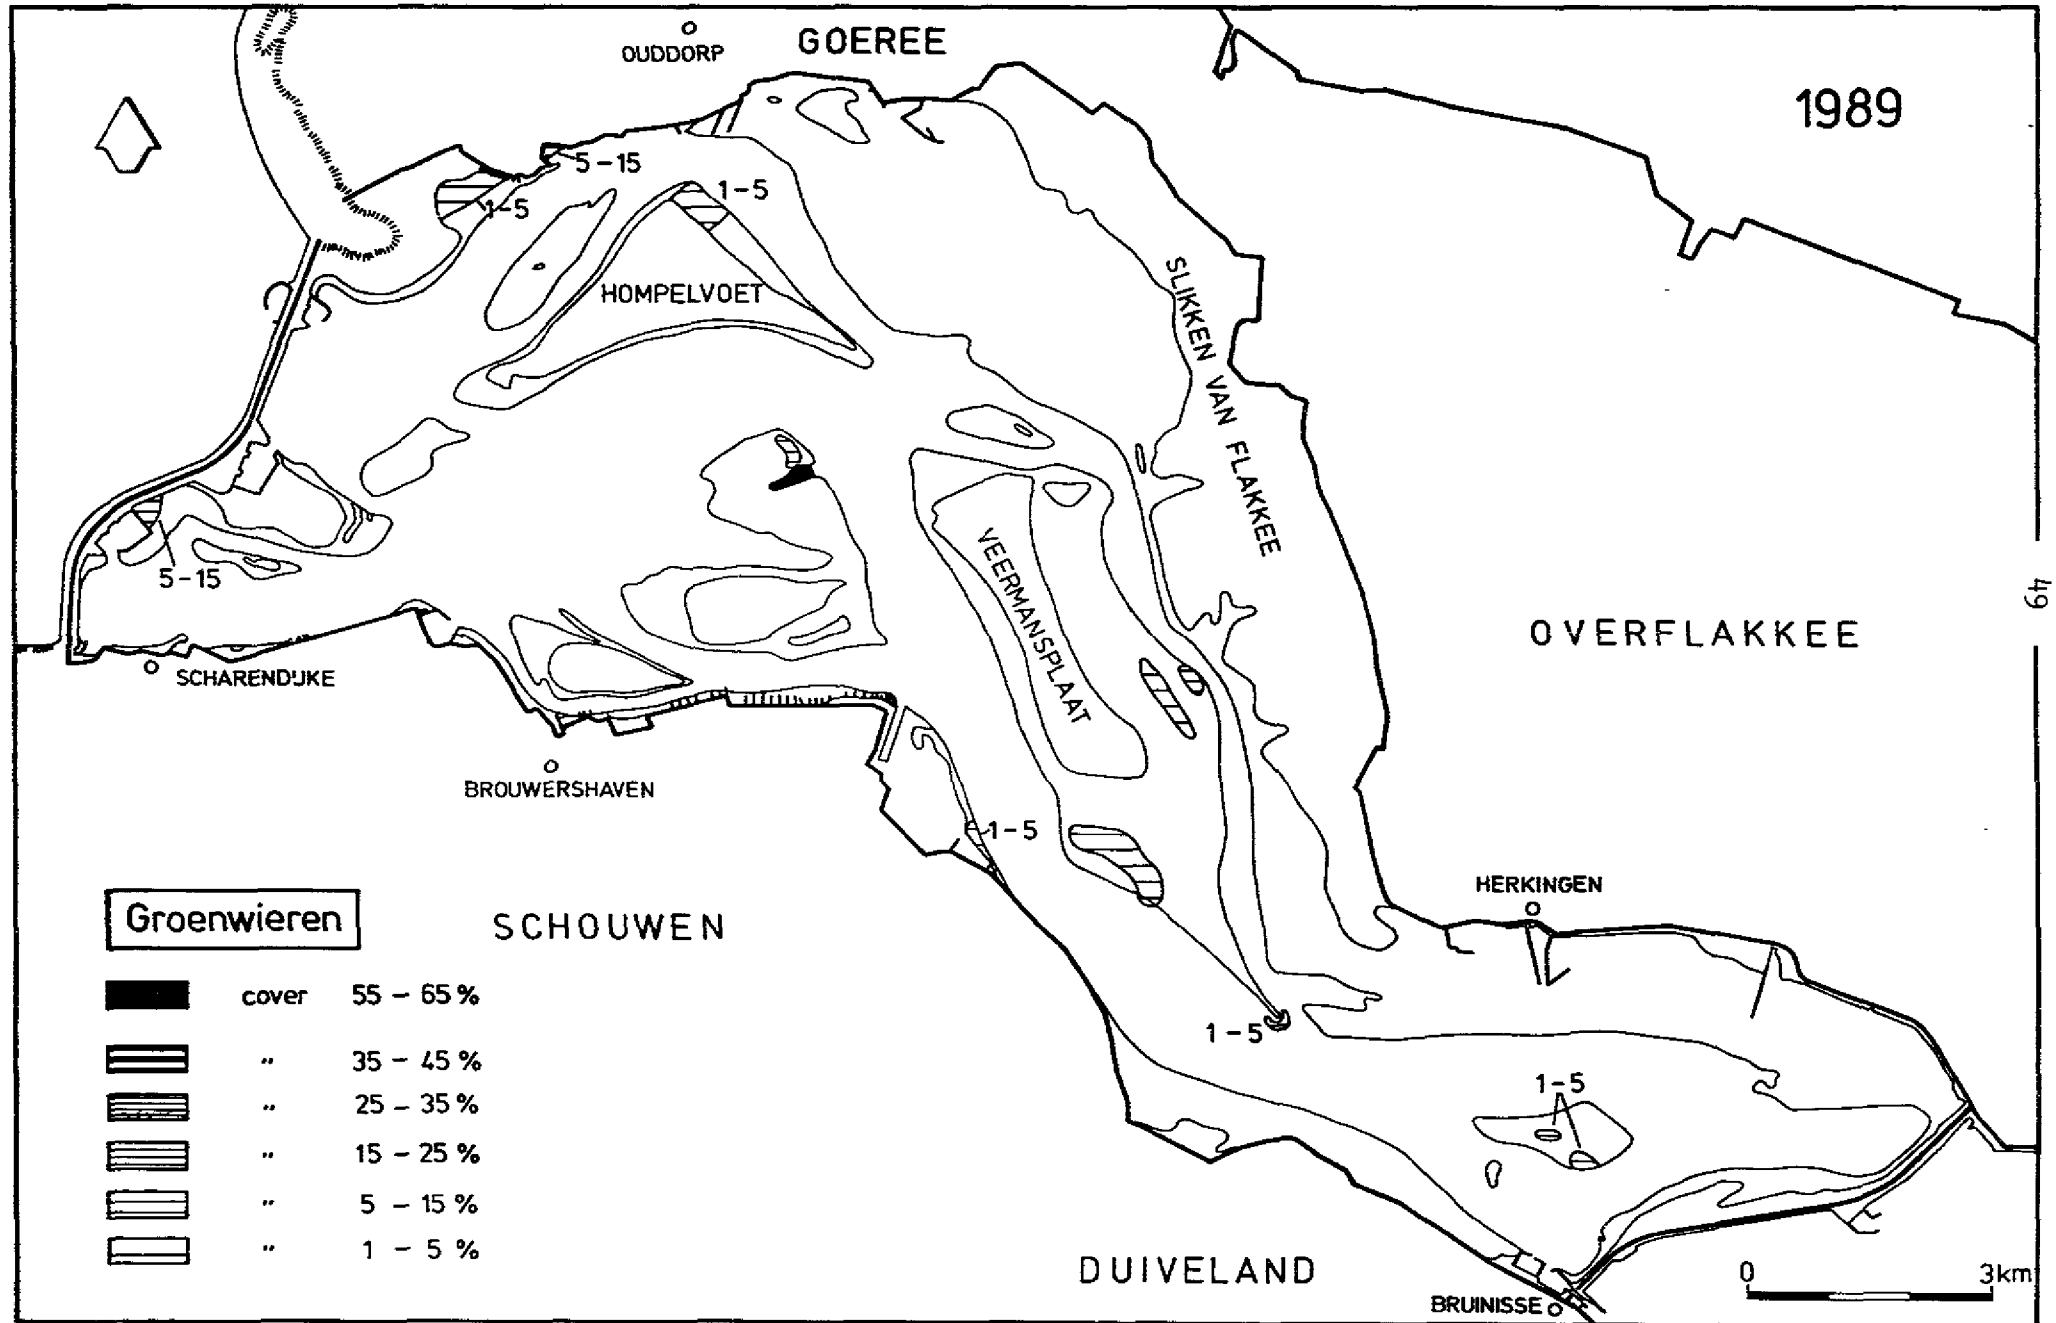 GOEREE
OUDDORP
1989
5-15
1-5
1-5
HOMPELVOET
SLIKKEN VAN FLAKKEE
VEERMANSPLAAT
5-15
OVERFLAKKEE
49
SCHARENDIJKE
BROUWERSHAVEN
1-5
HERKINGEN
Groenwieren
SCHOUWEN
cover 55 - 65 %
" 35 - 45 %
" 25 - 35 %
" 15 - 25 %
" 5 - 15 %
" 1 - 5 %
1-5
1-5
DUIVELAND
BRUINISSE
0 3km